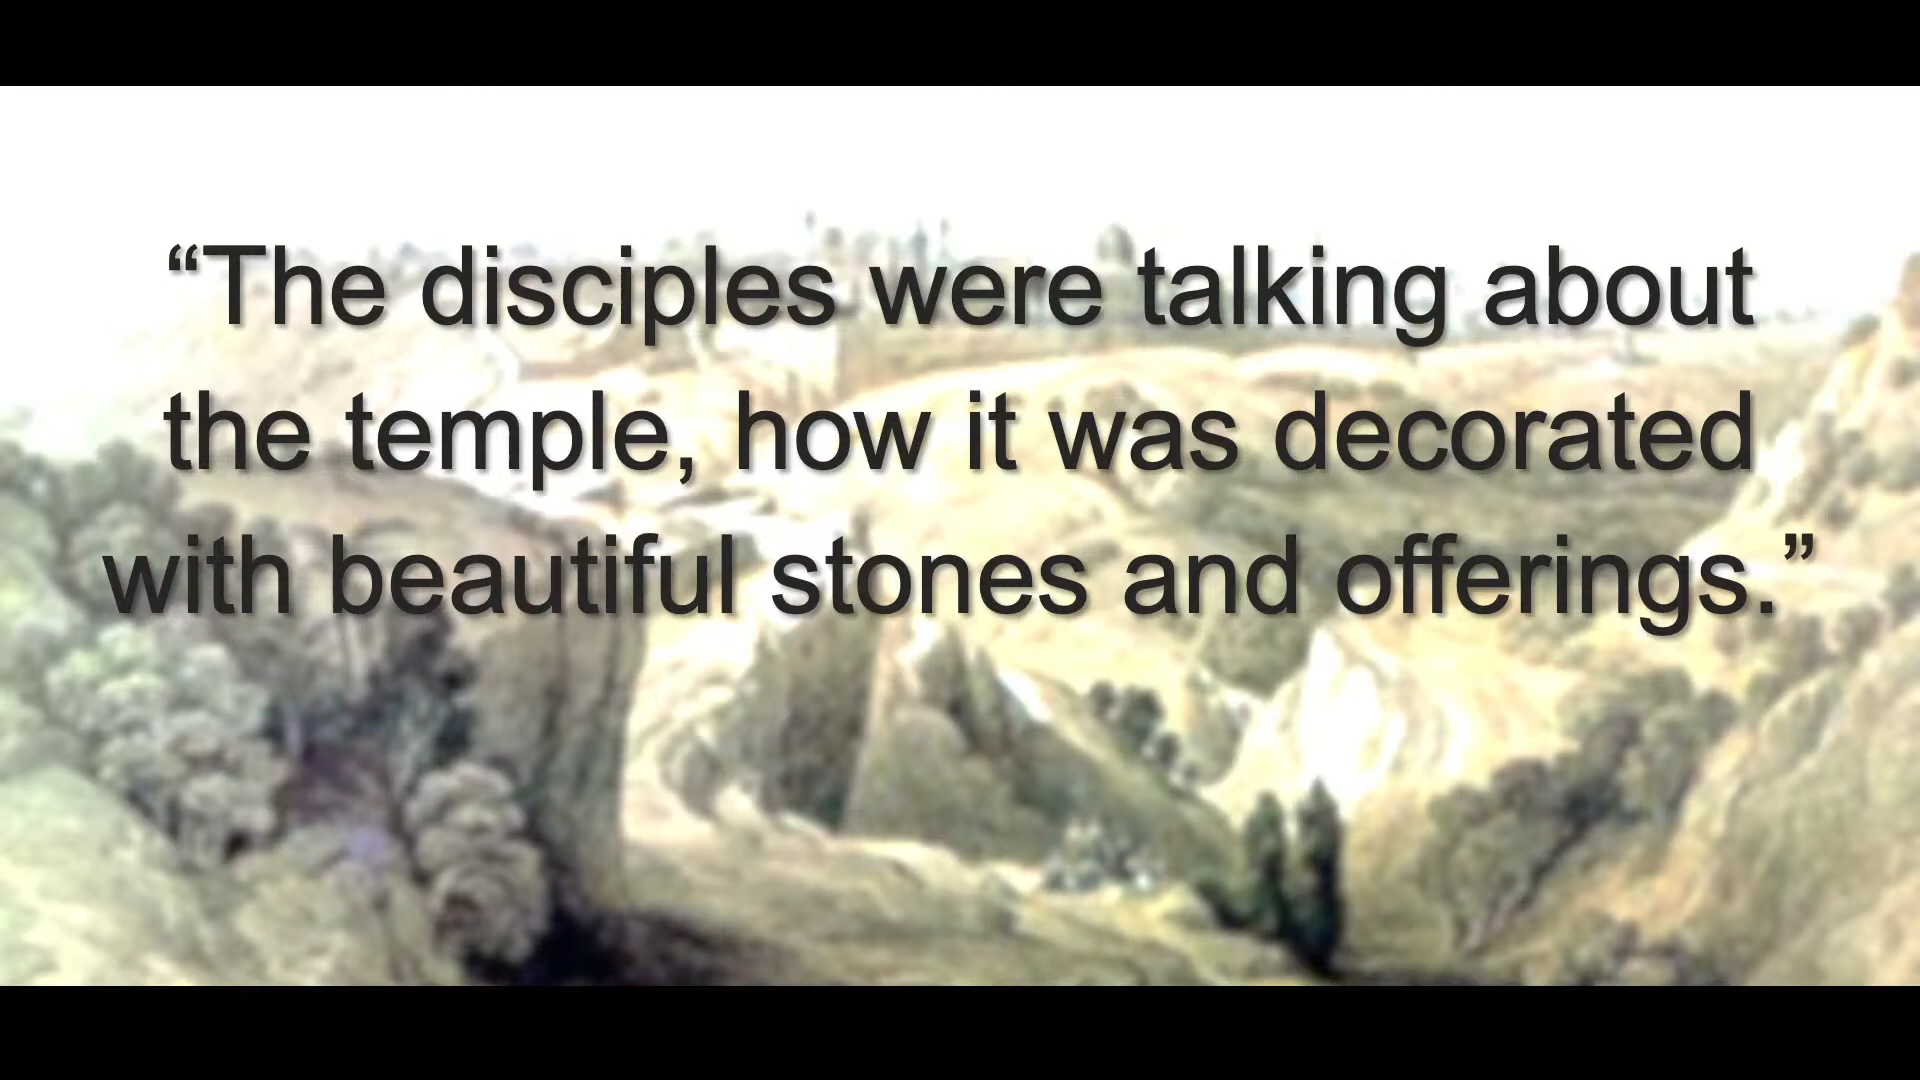 “The disciples were talking about
the temple, how it was decorated
with beautiful stones and offerings.”